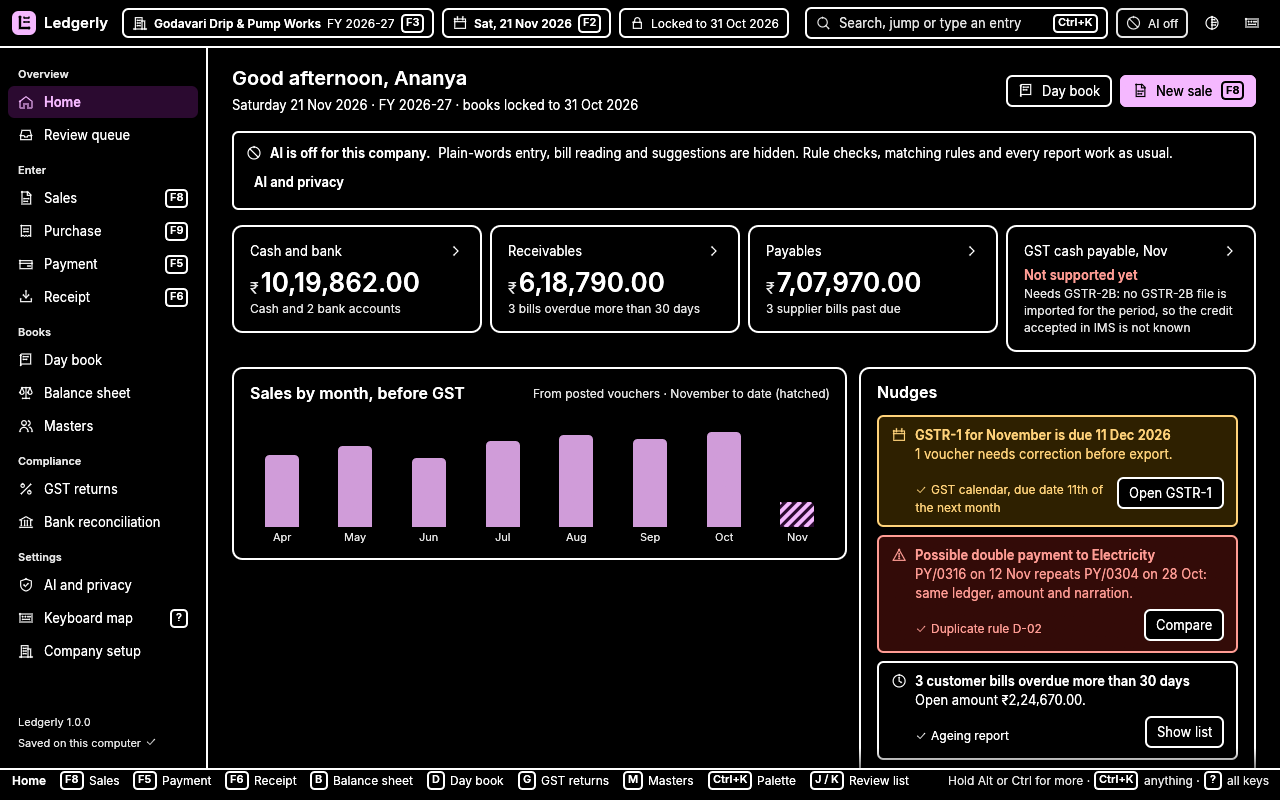 Ledgerly
Godavari Drip & Pump Works FY 2026-27 F3
Sat, 21 Nov 2026 F2
Locked to 31 Oct 2026
Search, jump or type an entry Ctrl+K
AI off
Overview
Home
Review queue
Enter
Sales F8
Purchase F9
Payment F5
Receipt F6
Books
Day book
Balance sheet
Masters
Compliance
GST returns
Bank reconciliation
Settings
AI and privacy
Keyboard map ?
Company setup
Ledgerly 1.0.0
Saved on this computer
Good afternoon, Ananya
Saturday 21 Nov 2026 · FY 2026-27 · books locked to 31 Oct 2026
Day book
New sale F8
AI is off for this company. Plain-words entry, bill reading and suggestions are hidden. Rule checks, matching rules and every report work as usual.
AI and privacy
Cash and bank
₹10,19,862.00
Cash and 2 bank accounts
Receivables
₹6,18,790.00
3 bills overdue more than 30 days
Payables
₹7,07,970.00
3 supplier bills past due
GST cash payable, Nov
Not supported yet
Needs GSTR-2B: no GSTR-2B file is
imported for the period, so the credit
accepted in IMS is not known
Sales by month, before GST
From posted vouchers · November to date (hatched)
Apr May Jun Jul Aug Sep Oct Nov
Nudges
GSTR-1 for November is due 11 Dec 2026
1 voucher needs correction before export.
GST calendar, due date 11th of
the next month
Open GSTR-1
Possible double payment to Electricity
PY/0316 on 12 Nov repeats PY/0304 on 28 Oct:
same ledger, amount and narration.
Duplicate rule D-02
Compare
3 customer bills overdue more than 30 days
Open amount ₹2,24,670.00.
Ageing report
Show list
Home F8 Sales F5 Payment F6 Receipt B Balance sheet D Day book G GST returns M Masters Ctrl+K Palette J / K Review list Hold Alt or Ctrl for more · Ctrl+K anything · ? all keys